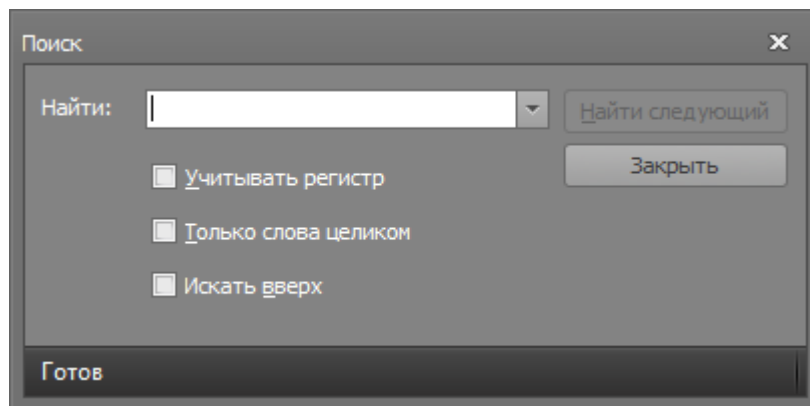 Поиск
Найти:
Найти следующий
Закрыть
Учитывать регистр
Только слова целиком
Искать вверх
Готов